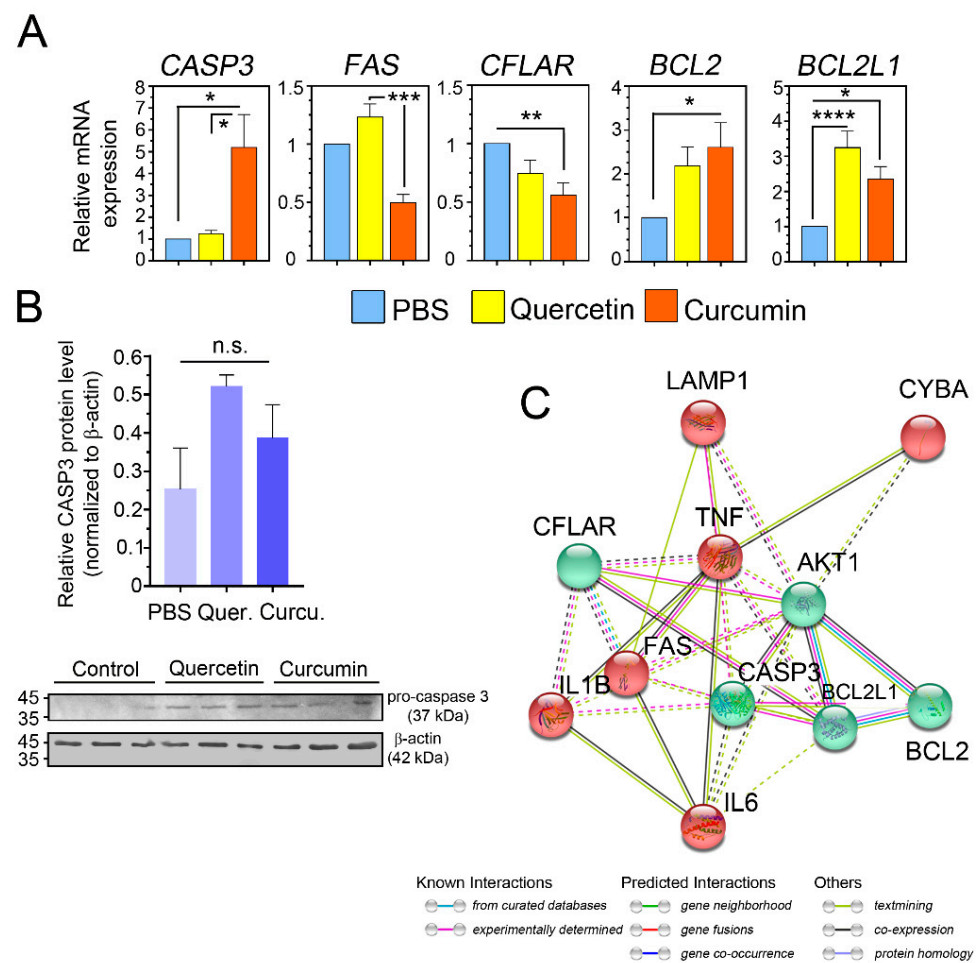 A
CASP3 FAS CFLAR BCL2 BCL2L1
Relative mRNA
expression
8
7
6
5
4
3
2
1
0
*
*
1.5
1
0.5
0
***
1.5
1
0.5
0
**
4
3
2
1
0
*
5
4
3
2
1
0
*
****
PBS Quercetin Curcumin
B
Relative CASP3 protein level
(normalized to β-actin)
n.s.
0.6
0.5
0.4
0.3
0.2
0.1
0
PBS Quer. Curcu.
Control Quercetin Curcumin
45
35
pro-caspase 3
(37 kDa)
45
35
β-actin
(42 kDa)
C
LAMP1
CYBA
TNF
CFLAR
AKT1
FAS
CASP3
IL1B
BCL2L1
BCL2
IL6
Known Interactions
from curated databases
experimentally determined
Predicted Interactions
gene neighborhood
gene fusions
gene co-occurrence
Others
textmining
co-expression
protein homology